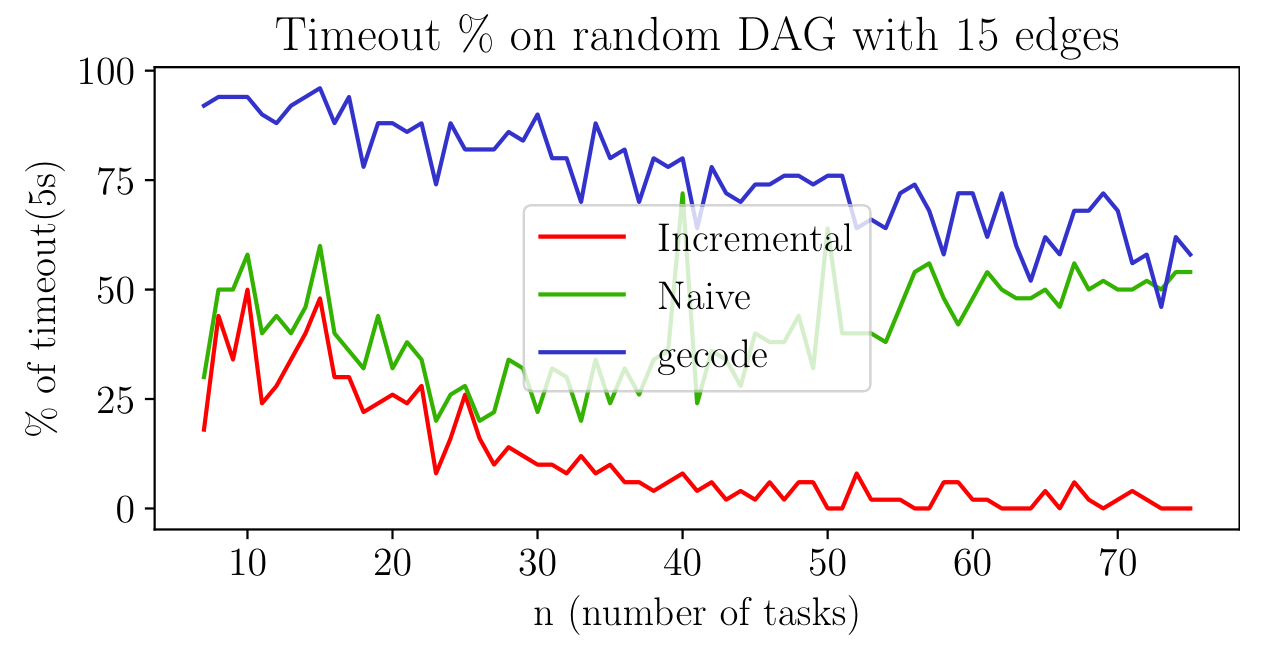 Timeout % on random DAG with 15 edges
100
75
50
25
0
% of timeout(5s)
Incremental
Naive
gecode
10 20 30 40 50 60 70
n (number of tasks)